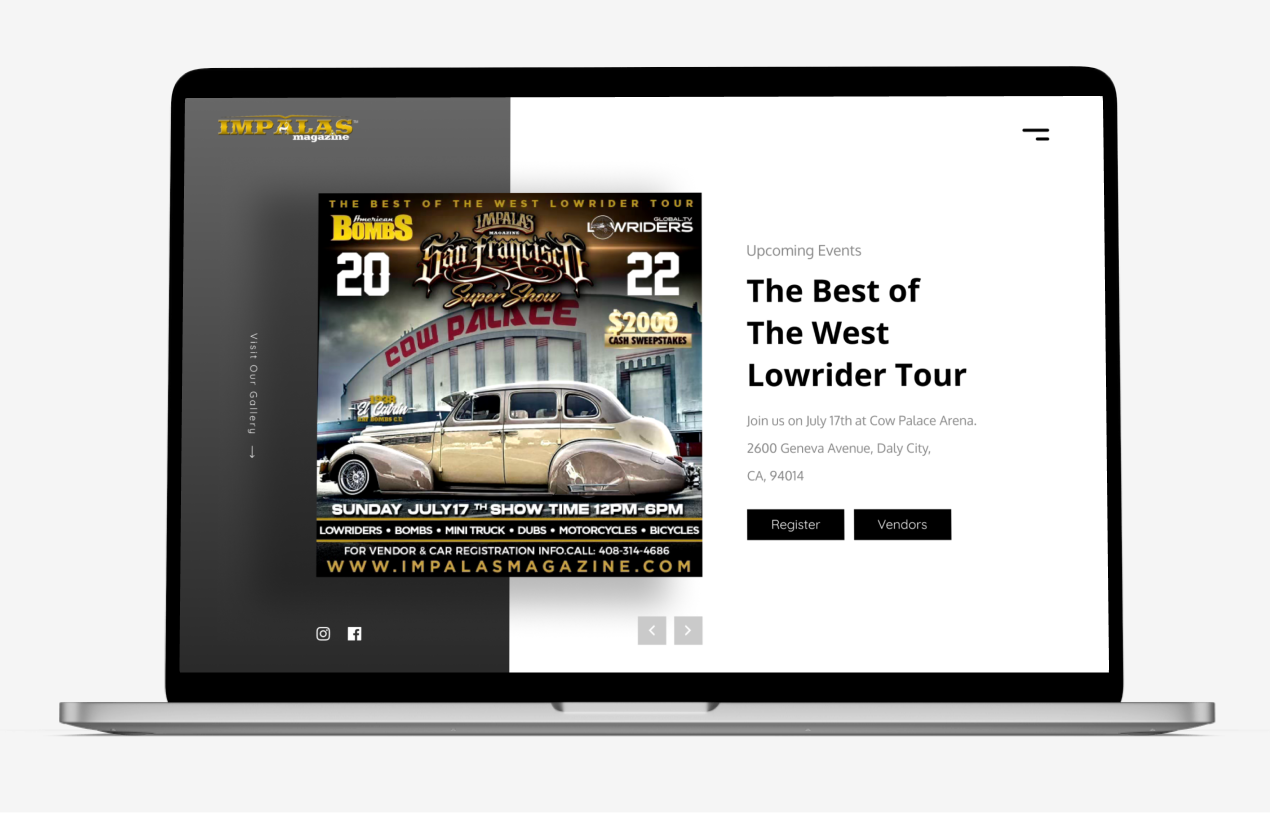 IMPALAS
magazine
THE BEST OF THE WEST LOWRIDER TOUR
American
BOMBS
IMPALAS
MAGAZINE
GLOBAL.TV
LOWRIDERS
20
San Francisco
22
Super Show
COW PALACE
$2000
CASH SWEEPSTAKES
SUNDAY JULY17 TH SHOW TIME 12PM-6PM
LOWRIDERS • BOMBS • MINI TRUCK • DUBS • MOTORCYCLES • BICYCLES
FOR VENDOR & CAR REGISTRATION INFO.CALL: 408-314-4686
WWW.IMPALASMAGAZINE.COM
Visit Our Gallery →
Upcoming Events
The Best of
The West
Lowrider Tour
Join us on July 17th at Cow Palace Arena.
2600 Geneva Avenue, Daly City,
CA, 94014
Register
Vendors